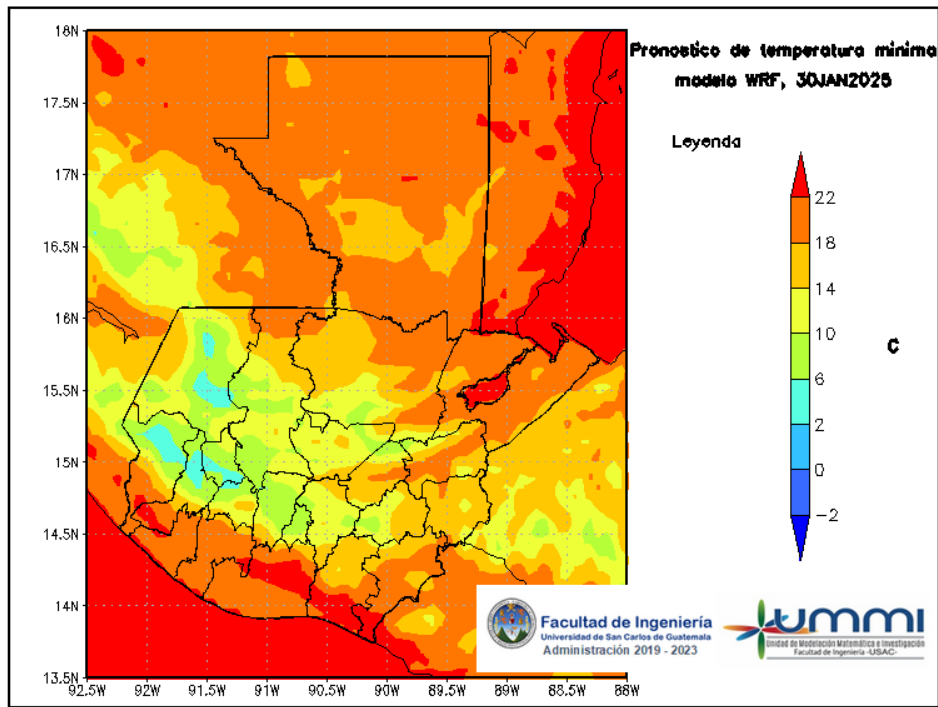 Pronostico de temperatura minima
modelo WRF, 30JAN2025
Leyenda
18N
17.5N
17N
16.5N
16N
15.5N
15N
14.5N
14N
13.5N
92.5W
92W
91.5W
91W
90.5W
90W
89.5W
89W
88.5W
88W
22
18
14
10
6
2
0
-2
C
Facultad de Ingeniería
Universidad de San Carlos de Guatemala
Administración 2019 - 2023
UMMI
Unidad de Modelación Matemática e Investigación
Facultad de Ingeniería -USAC-